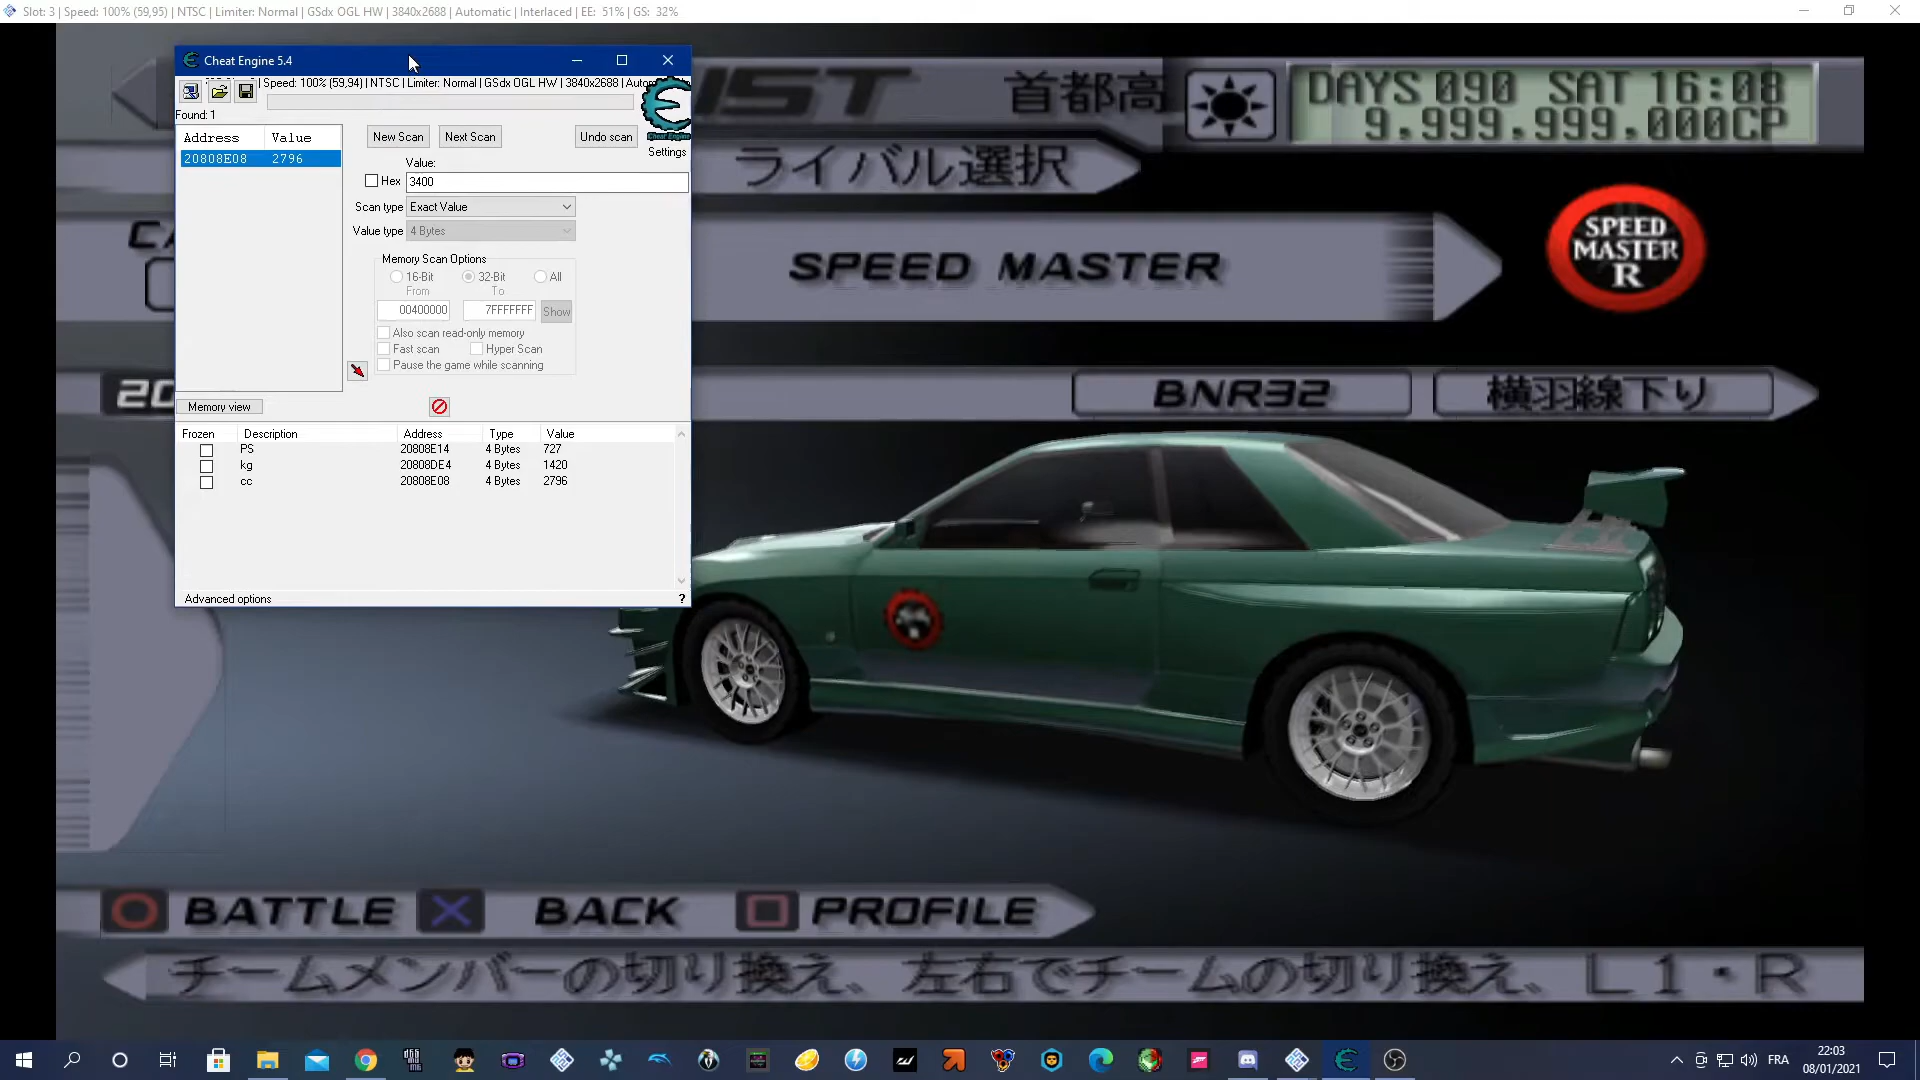 Slot: 3 | Speed: 100% (59,95) | NTSC | Limiter: Normal | GSdx OGL HW | 3840x2688 | Automatic | Interlaced | EE: 51% | GS: 32%
Cheat Engine 5.4
| Speed: 100% (59,94) | NTSC | Limiter: Normal | GSdx OGL HW | 3840x2688 | Autom
Found: 1
Address Value
20808E08 2796
New Scan Next Scan Undo scan
Cheat Engine
Settings
Value:
Hex 3400
Scan type Exact Value
Value type 4 Bytes
Memory Scan Options
16-Bit 32-Bit All
From To
00400000 7FFFFFFF Show
Also scan read-only memory
Fast scan Hyper Scan
Pause the game while scanning
Memory view
Frozen Description Address Type Value
PS 20808E14 4 Bytes 727
kg 20808DE4 4 Bytes 1420
cc 20808E08 4 Bytes 2796
Advanced options ?
IST 首都高
DAYS 090 SAT 16:08
9.999.999.000CP
ライバル選択
CA
SPEED MASTER
SPEED
MASTER
R
20
BNR32 横羽線下り
BATTLE BACK PROFILE
チームメンバーの切り換え、左右でチームの切り換え、L1・R
FRA
22:03
08/01/2021